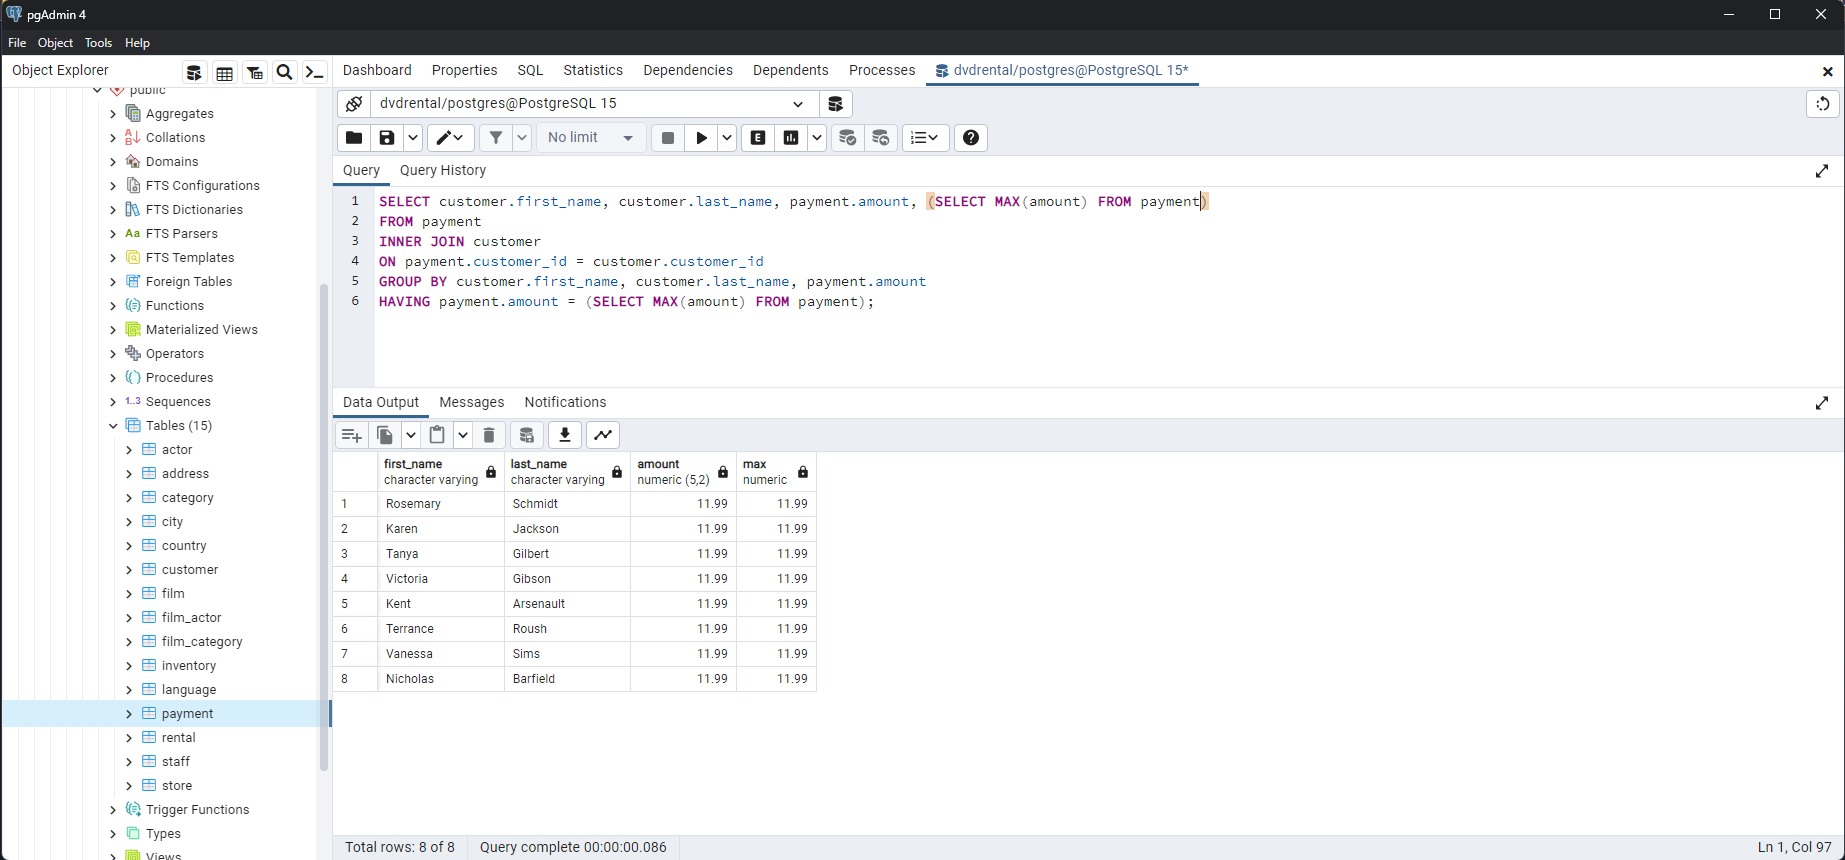 pgAdmin 4
File Object Tools Help
Object Explorer
Dashboard Properties SQL Statistics Dependencies Dependents Processes dvdrental/postgres@PostgreSQL 15*
public
Aggregates
Collations
Domains
FTS Configurations
FTS Dictionaries
Aa FTS Parsers
FTS Templates
Foreign Tables
Functions
Materialized Views
Operators
Procedures
1..3 Sequences
Tables (15)
actor
address
category
city
country
customer
film
film_actor
film_category
inventory
language
payment
rental
staff
store
Trigger Functions
Types
Views
dvdrental/postgres@PostgreSQL 15
No limit
E
Query Query History
1 SELECT customer.first_name, customer.last_name, payment.amount, (SELECT MAX(amount) FROM payment)
2 FROM payment
3 INNER JOIN customer
4 ON payment.customer_id = customer.customer_id
5 GROUP BY customer.first_name, customer.last_name, payment.amount
6 HAVING payment.amount = (SELECT MAX(amount) FROM payment);
Data Output Messages Notifications
first_name last_name amount max
character varying character varying numeric (5,2) numeric
1 Rosemary Schmidt 11.99 11.99
2 Karen Jackson 11.99 11.99
3 Tanya Gilbert 11.99 11.99
4 Victoria Gibson 11.99 11.99
5 Kent Arsenault 11.99 11.99
6 Terrance Roush 11.99 11.99
7 Vanessa Sims 11.99 11.99
8 Nicholas Barfield 11.99 11.99
Total rows: 8 of 8 Query complete 00:00:00.086 Ln 1, Col 97